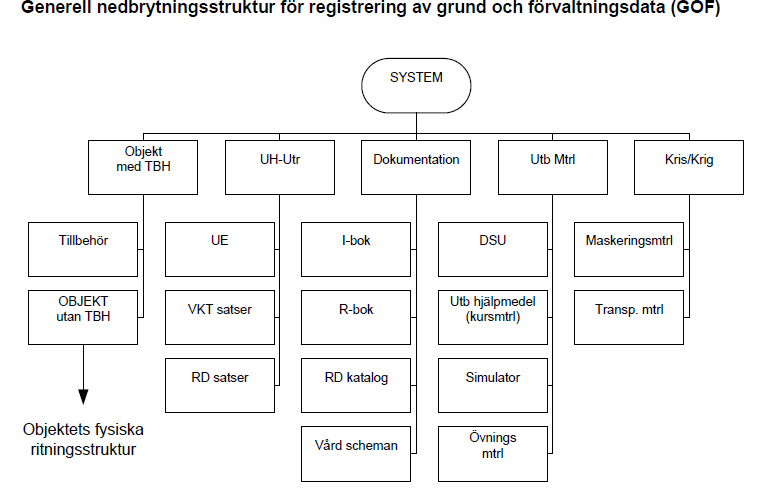 Generell nedbrytningsstruktur för registrering av grund och förvaltningsdata (GOF)
SYSTEM
Objekt
med TBH
UH-Utr
Dokumentation
Utb Mtrl
Kris/Krig
Tillbehör
UE
I-bok
DSU
Maskeringsmtrl
OBJEKT
utan TBH
VKT satser
R-bok
Utb hjälpmedel
(kursmtrl)
Transp. mtrl
RD satser
RD katalog
Simulator
Objektets fysiska
ritningsstruktur
Vård scheman
Övnings
mtrl